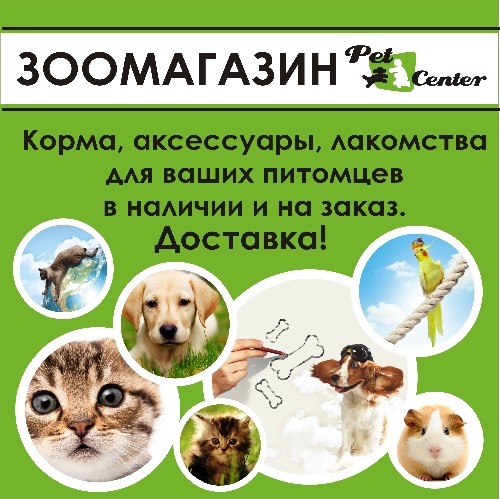 ЗООМАГАЗИН Pet Center
Корма, аксессуары, лакомства
для ваших питомцев
в наличии и на заказ.
Доставка!